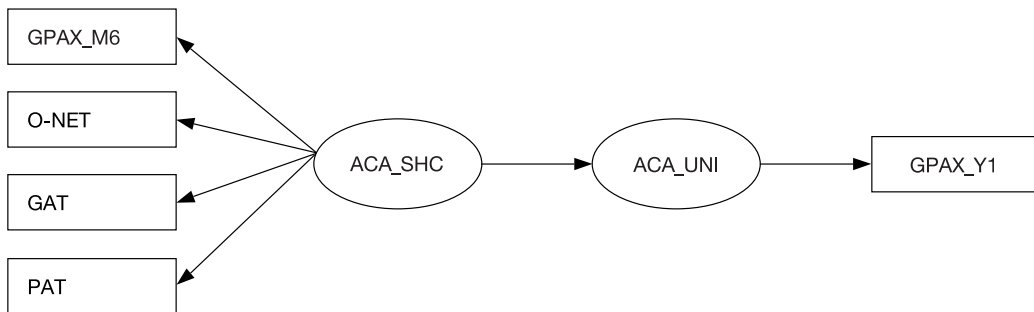 GPAX_M6
O-NET
GAT
PAT
ACA_SHC
ACA_UNI
GPAX_Y1